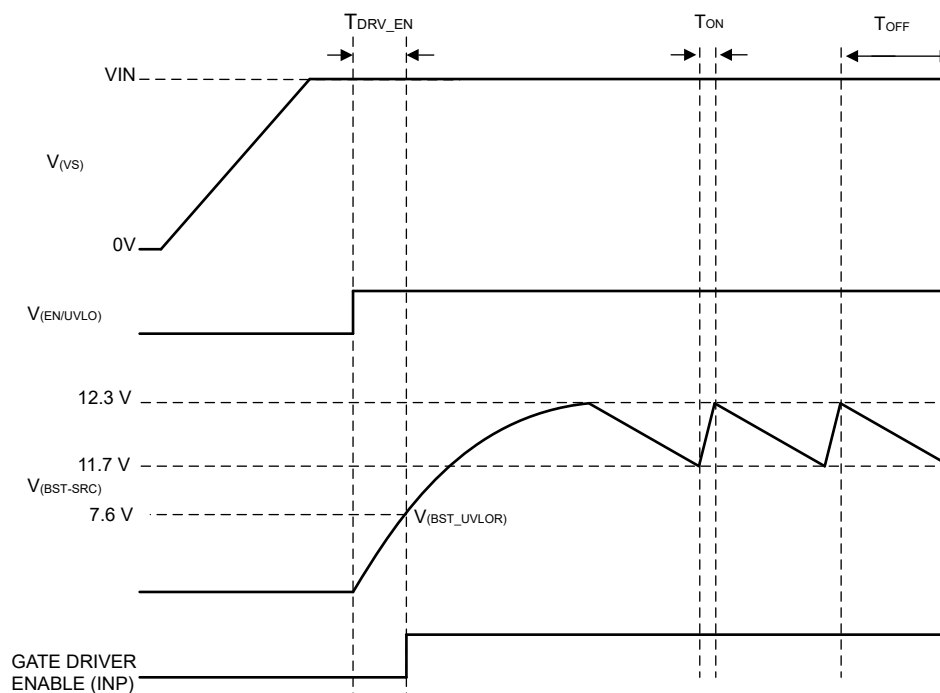 TDRV_EN
TON
TOFF
VIN
V(VS)
0V
V(EN/UVLO)
12.3 V
11.7 V
V(BST-SRC)
7.6 V
V(BST_UVLOR)
GATE DRIVER
ENABLE (INP)